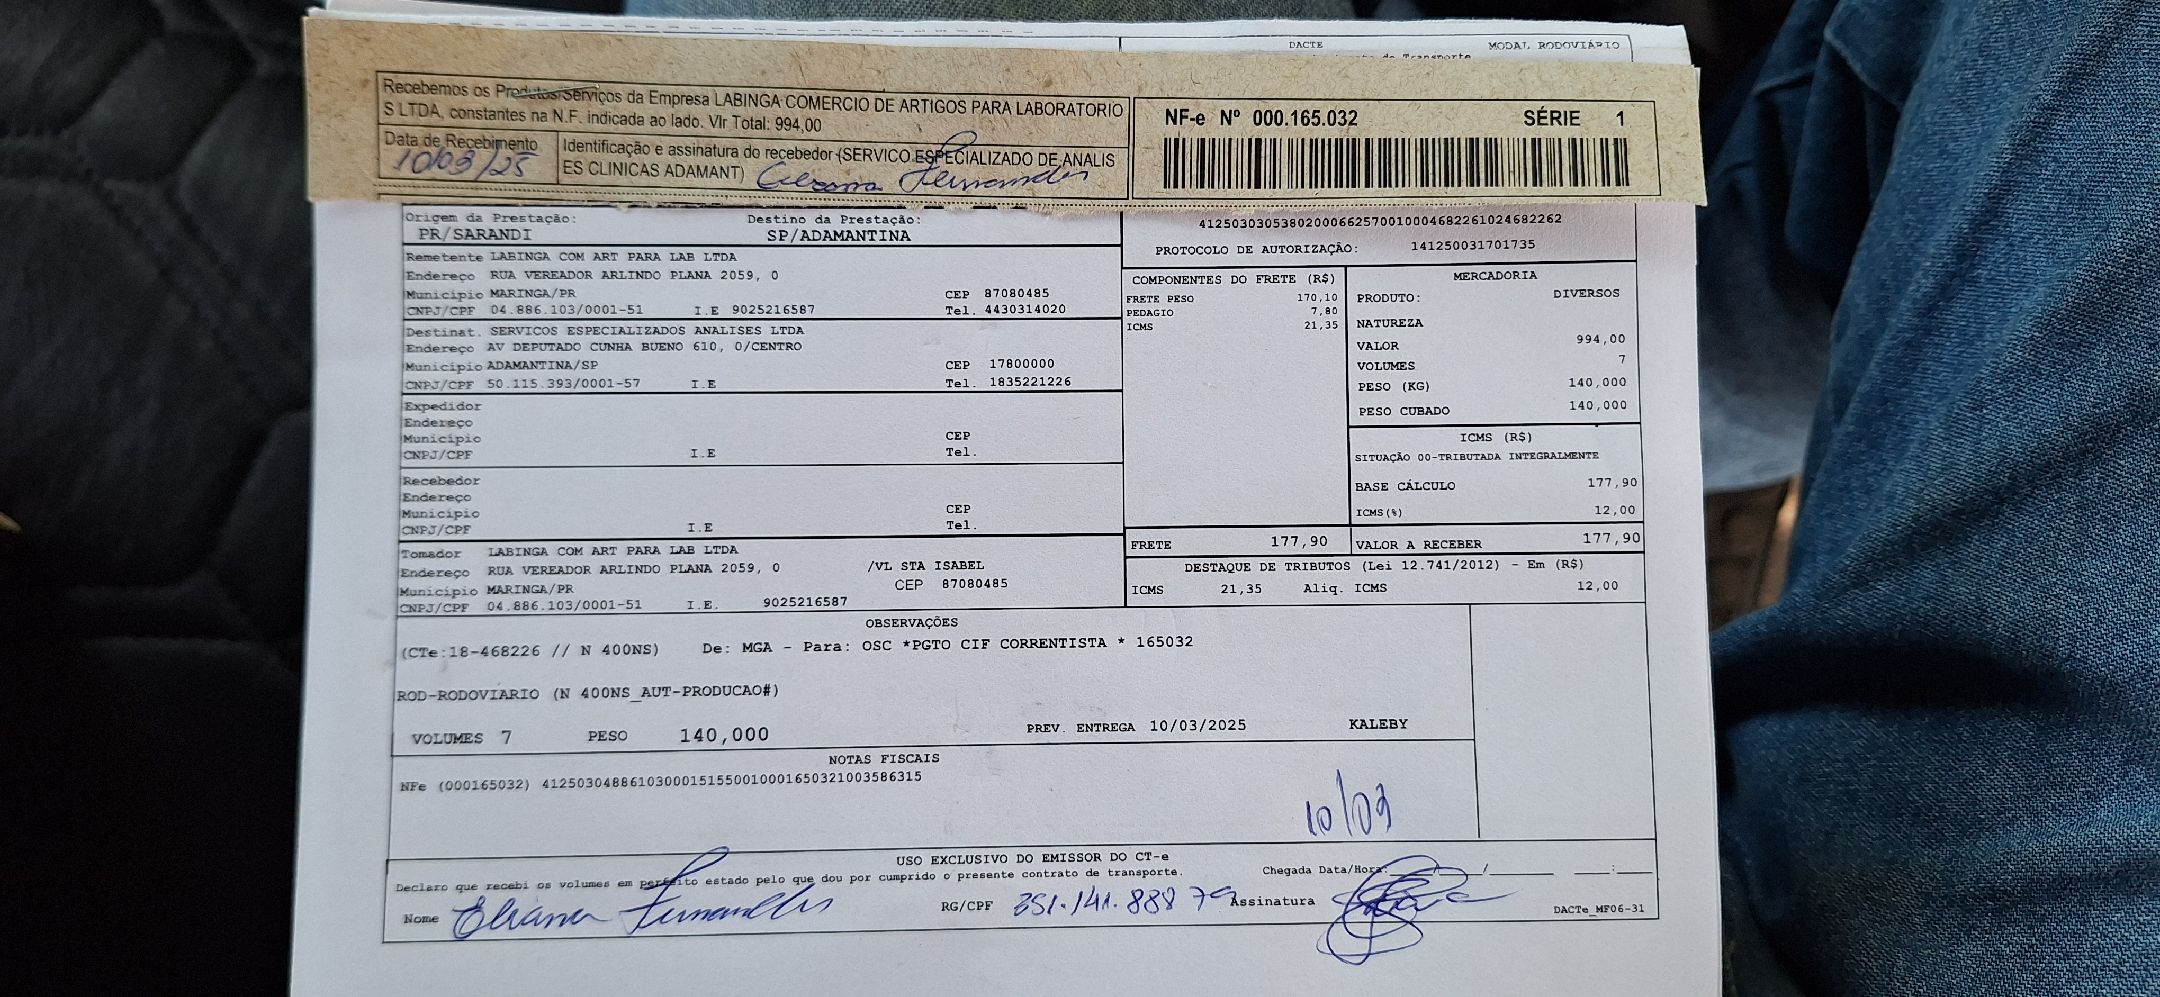 DACTE
MODAL RODOVIÁRIO
Recebemos os Produtos/Serviços da Empresa LABINGA COMERCIO DE ARTIGOS PARA LABORATORIO
S LTDA, constantes na N.F. indicada ao lado. Vlr Total: 994,00
Data de Recebimento
10/03/25
Identificação e assinatura do recebedor (SERVICO ESPECIALIZADO DE ANALIS
ES CLINICAS ADAMANT)
NF-e Nº 000.165.032 SÉRIE 1
Origem da Prestação: Destino da Prestação:
PR/SARANDI SP/ADAMANTINA
41250303053802000662570010004682261024682262
PROTOCOLO DE AUTORIZAÇÃO: 141250031701735
Remetente LABINGA COM ART PARA LAB LTDA
Endereço RUA VEREADOR ARLINDO PLANA 2059, 0
Município MARINGA/PR CEP 87080485
CNPJ/CPF 04.886.103/0001-51 I.E 9025216587 Tel. 4430314020
Destinat. SERVICOS ESPECIALIZADOS ANALISES LTDA
Endereço AV DEPUTADO CUNHA BUENO 610, 0/CENTRO
Município ADAMANTINA/SP CEP 17800000
CNPJ/CPF 50.115.393/0001-57 I.E Tel. 1835221226
Expedidor
Endereço
Município CEP
CNPJ/CPF I.E Tel.
Recebedor
Endereço
Município CEP
CNPJ/CPF I.E Tel.
Tomador LABINGA COM ART PARA LAB LTDA
Endereço RUA VEREADOR ARLINDO PLANA 2059, 0 /VL STA ISABEL
Município MARINGA/PR CEP 87080485
CNPJ/CPF 04.886.103/0001-51 I.E. 9025216587
COMPONENTES DO FRETE (R$)
FRETE PESO 170,10
PEDAGIO 7,80
ICMS 21,35
MERCADORIA
PRODUTO: DIVERSOS
NATUREZA
VALOR 994,00
VOLUMES 7
PESO (KG) 140,000
PESO CUBADO 140,000
ICMS (R$)
SITUAÇÃO 00-TRIBUTADA INTEGRALMENTE
BASE CÁLCULO 177,90
ICMS(%) 12,00
FRETE 177,90 VALOR A RECEBER 177,90
DESTAQUE DE TRIBUTOS (Lei 12.741/2012) - Em (R$)
ICMS 21,35 Aliq. ICMS 12,00
OBSERVAÇÕES
(CTe:18-468226 // N 400NS) De: MGA - Para: OSC *PGTO CIF CORRENTISTA * 165032
ROD-RODOVIARIO (N 400NS_AUT-PRODUCAO#)
VOLUMES 7 PESO 140,000 PREV. ENTREGA 10/03/2025 KALEBY
NOTAS FISCAIS
NFe (000165032) 41250304886103000151550010001650321003586315
10/03
USO EXCLUSIVO DO EMISSOR DO CT-e
Declaro que recebi os volumes em perfeito estado pelo que dou por cumprido o presente contrato de transporte.
Chegada Data/Hora: / / :
Nome Eliana Fernandes RG/CPF 351.141.888 79 Assinatura
DACTe_MF06-31